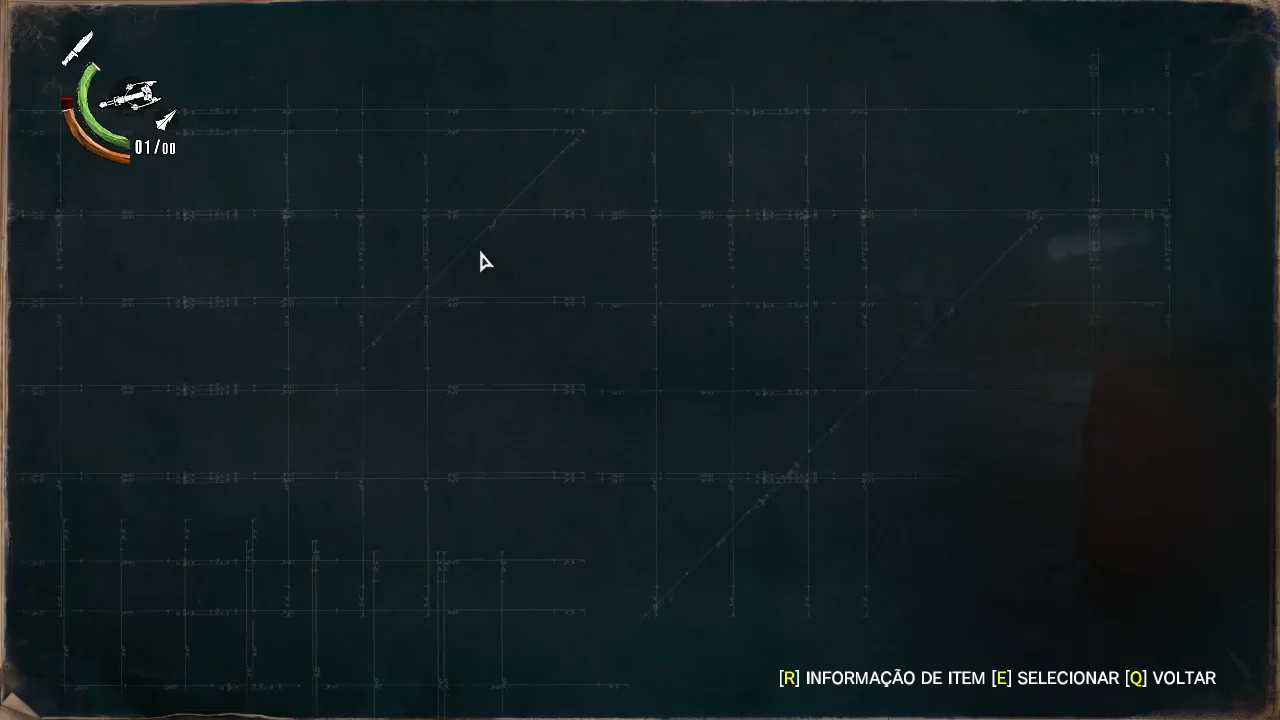 01/00
[R] INFORMAÇÃO DE ITEM [E] SELECIONAR [Q] VOLTAR